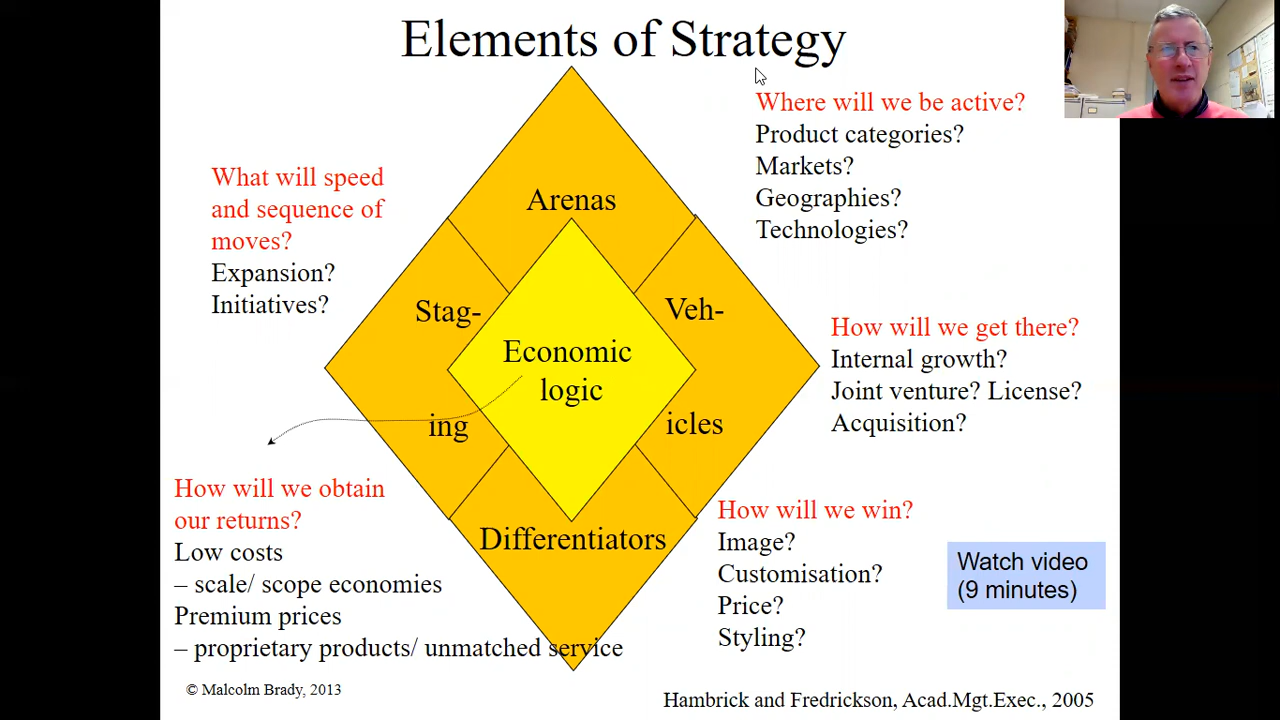 Elements of Strategy
Where will we be active?
Product categories?
Markets?
Geographies?
Technologies?
What will speed
and sequence of
moves?
Expansion?
Initiatives?
Arenas
Stag-
ing
Veh-
icles
Economic
logic
Differentiators
How will we get there?
Internal growth?
Joint venture? License?
Acquisition?
How will we obtain
our returns?
Low costs
– scale/ scope economies
Premium prices
– proprietary products/ unmatched service
How will we win?
Image?
Customisation?
Price?
Styling?
Watch video
(9 minutes)
© Malcolm Brady, 2013
Hambrick and Fredrickson, Acad.Mgt.Exec., 2005